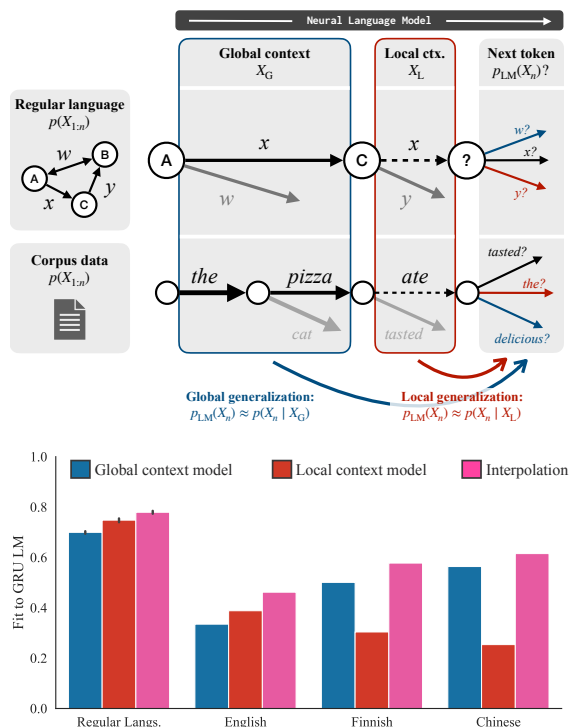 Neural Language Model
Global context
X_G
Local ctx.
X_L
Next token
p_LM(X_n)?
Regular language
p(X_1:n)
A
w
B
x
C
y
A
x
w
C
x
y
?
w?
x?
y?
Corpus data
p(X_1:n)
the
pizza
cat
ate
tasted
tasted?
the?
delicious?
Global generalization:
p_LM(X_n) ≈ p(X_n | X_G)
Local generalization:
p_LM(X_n) ≈ p(X_n | X_L)
Global context model
Local context model
Interpolation
Fit to GRU LM
1.0
0.8
0.6
0.4
0.2
0.0
Regular Langs.
English
Finnish
Chinese